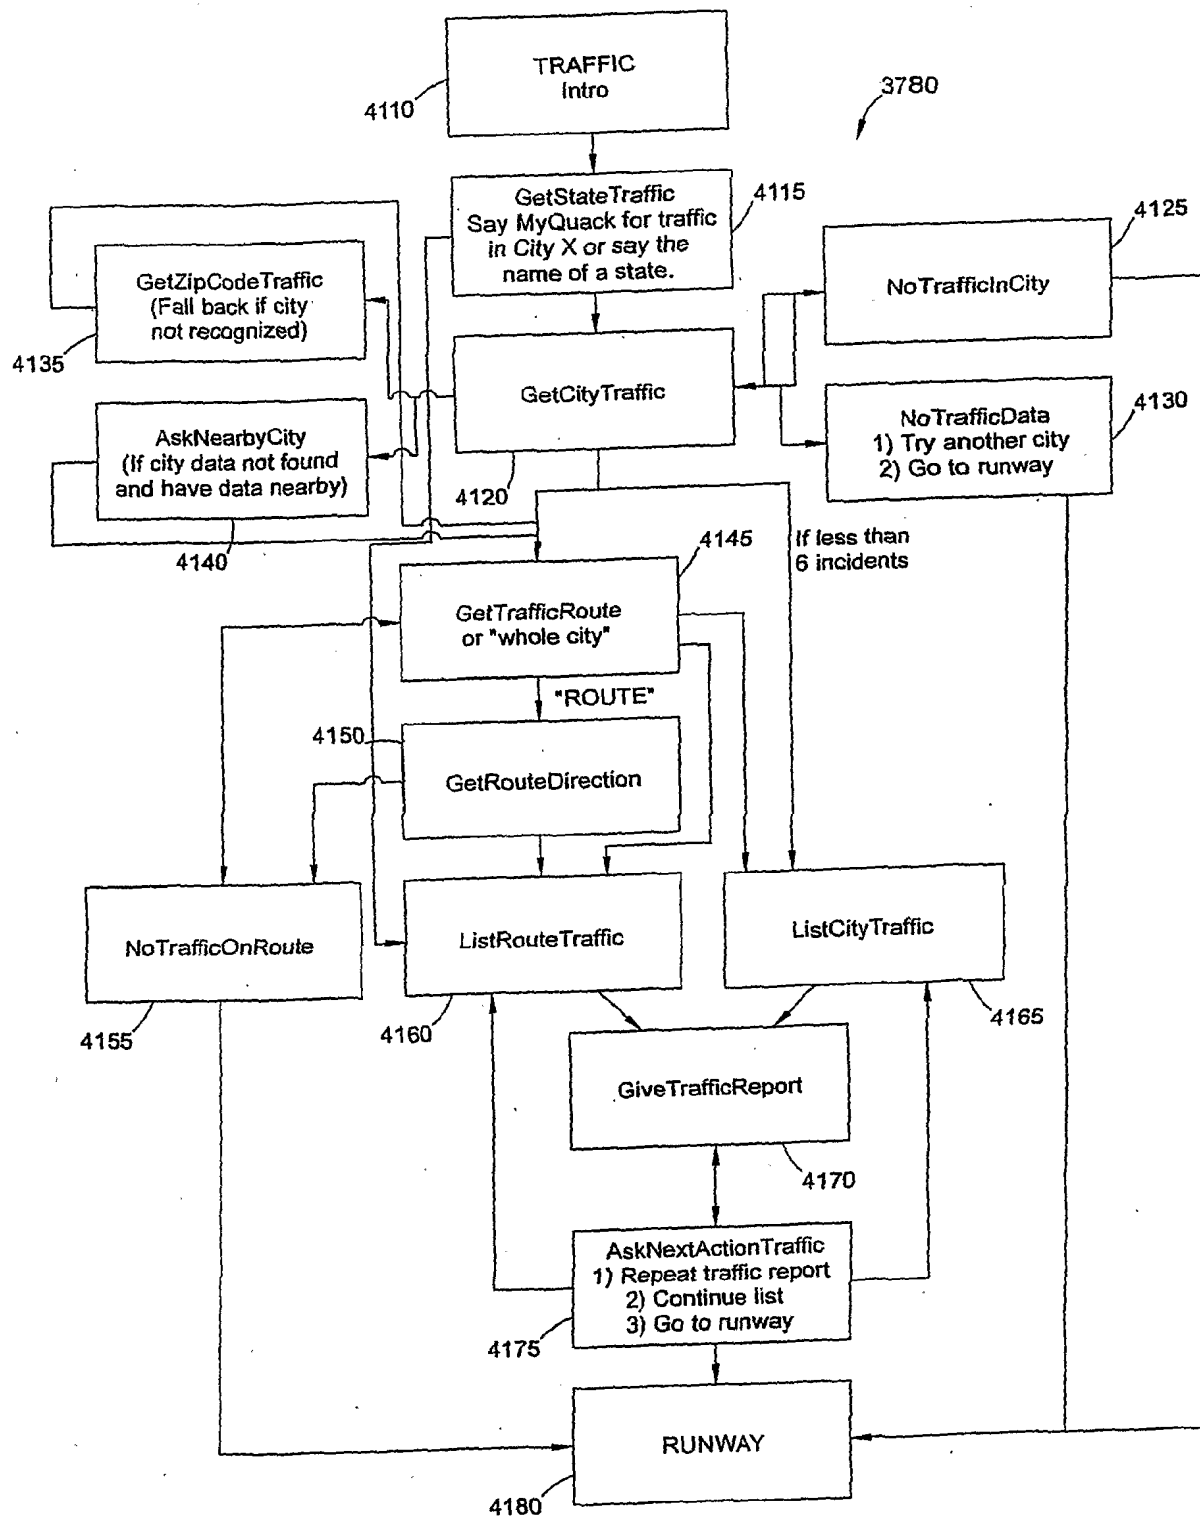 TRAFFIC
Intro
4110
3780
GetStateTraffic
Say MyQuack for traffic
in City X or say the
name of a state.
4115
4125
NoTrafficInCity
GetZipCodeTraffic
(Fall back if city
not recognized)
4135
GetCityTraffic
4120
NoTrafficData
1) Try another city
2) Go to runway
4130
AskNearbyCity
(If city data not found
and have data nearby)
4140
If less than
6 incidents
4145
GetTrafficRoute
or "whole city"
"ROUTE"
4150
GetRouteDirection
NoTrafficOnRoute
4155
ListRouteTraffic
4160
ListCityTraffic
4165
GiveTrafficReport
4170
AskNextActionTraffic
1) Repeat traffic report
2) Continue list
3) Go to runway
4175
RUNWAY
4180